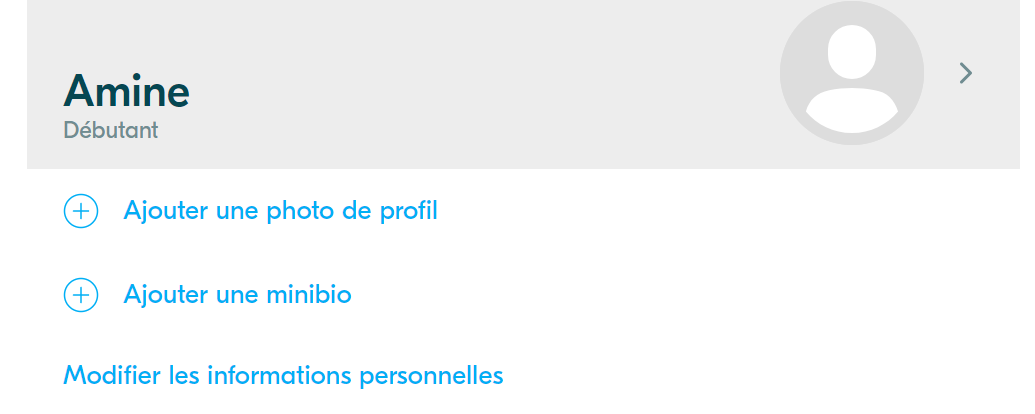 Amine
Débutant
Ajouter une photo de profil
Ajouter une minibio
Modifier les informations personnelles